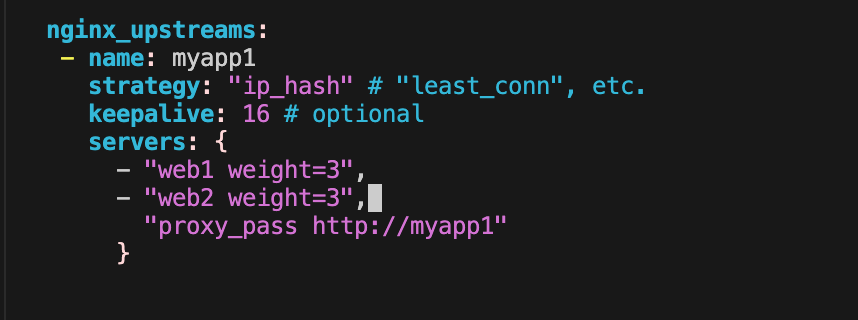 nginx_upstreams:
- name: myapp1
strategy: "ip_hash" # "least_conn", etc.
keepalive: 16 # optional
servers: {
- "web1 weight=3",
- "web2 weight=3",
"proxy_pass http://myapp1"
}